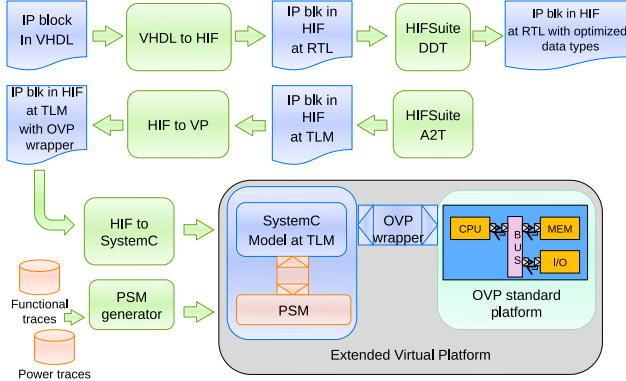 IP block
In VHDL
VHDL to HIF
IP blk in
HIF
at RTL
HIFSuite
DDT
IP blk in HIF
at RTL with optimized
data types
IP blk in HIF
at TLM
with OVP
wrapper
HIF to VP
IP blk in
HIF
at TLM
HIFSuite
A2T
HIF to
SystemC
SystemC
Model at TLM
OVP
wrapper
CPU
BUS
MEM
I/O
Functional
traces
PSM
generator
PSM
OVP standard
platform
Power traces
Extended Virtual Platform